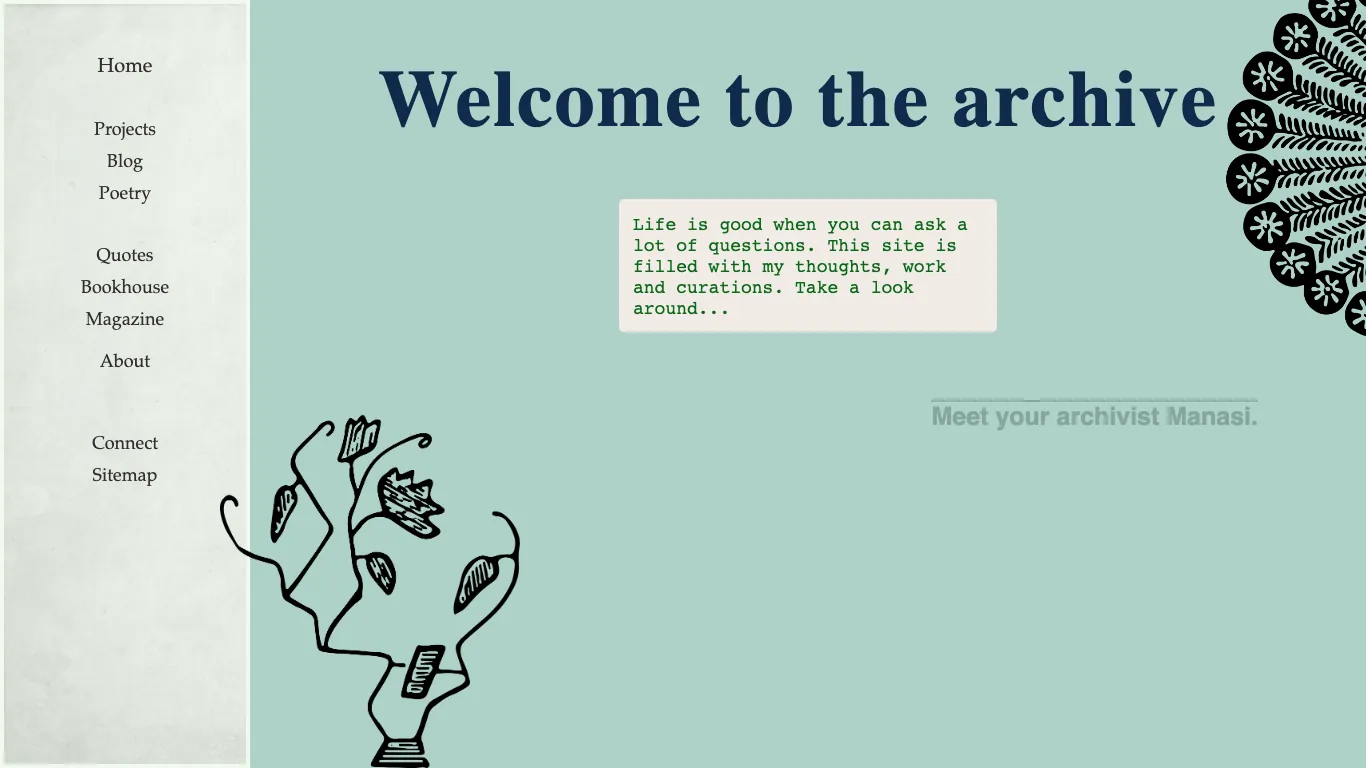 Home
Projects
Blog
Poetry
Quotes
Bookhouse
Magazine
About
Connect
Sitemap
Welcome to the archive
Life is good when you can ask a
lot of questions. This site is
filled with my thoughts, work
and curations. Take a look
around...
Meet your archivist Manasi.